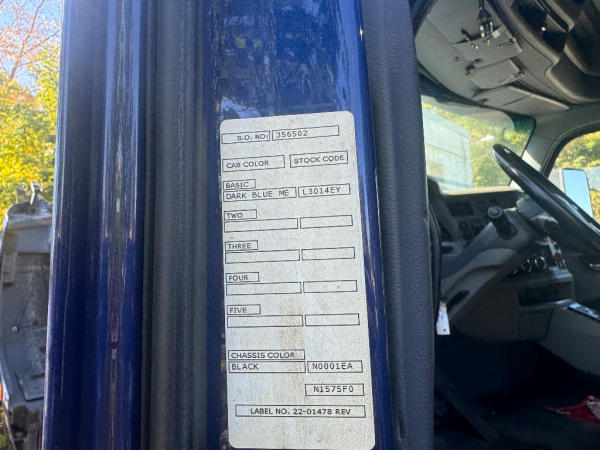 S.O. NO: 356502
CAB COLOR STOCK CODE
BASIC
DARK BLUE ME L3014EY
TWO
THREE
FOUR
FIVE
CHASSIS COLOR
BLACK N0001EA
N1575F0
LABEL NO. 22-01478 REV